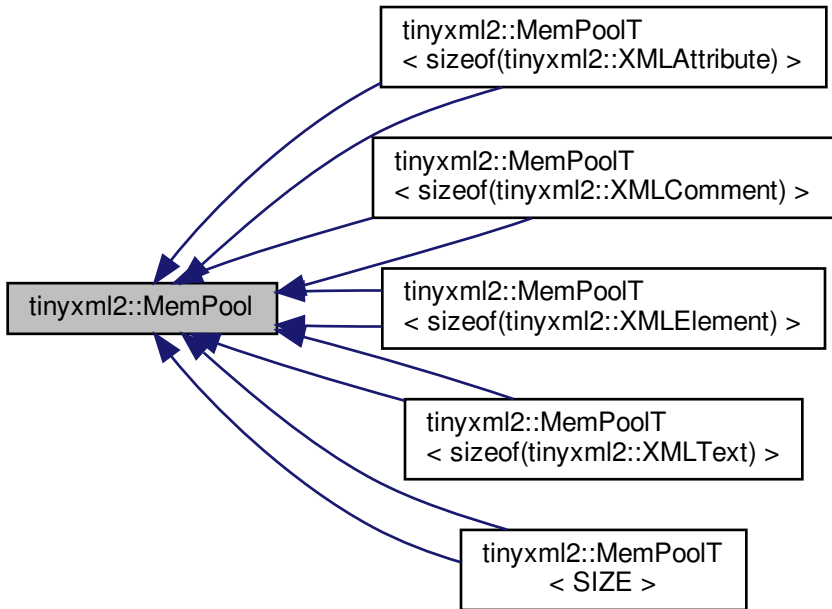 tinyxml2::MemPoolT
< sizeof(tinyxml2::XMLAttribute) >
tinyxml2::MemPoolT
< sizeof(tinyxml2::XMLComment) >
tinyxml2::MemPool
tinyxml2::MemPoolT
< sizeof(tinyxml2::XMLElement) >
tinyxml2::MemPoolT
< sizeof(tinyxml2::XMLText) >
tinyxml2::MemPoolT
< SIZE >